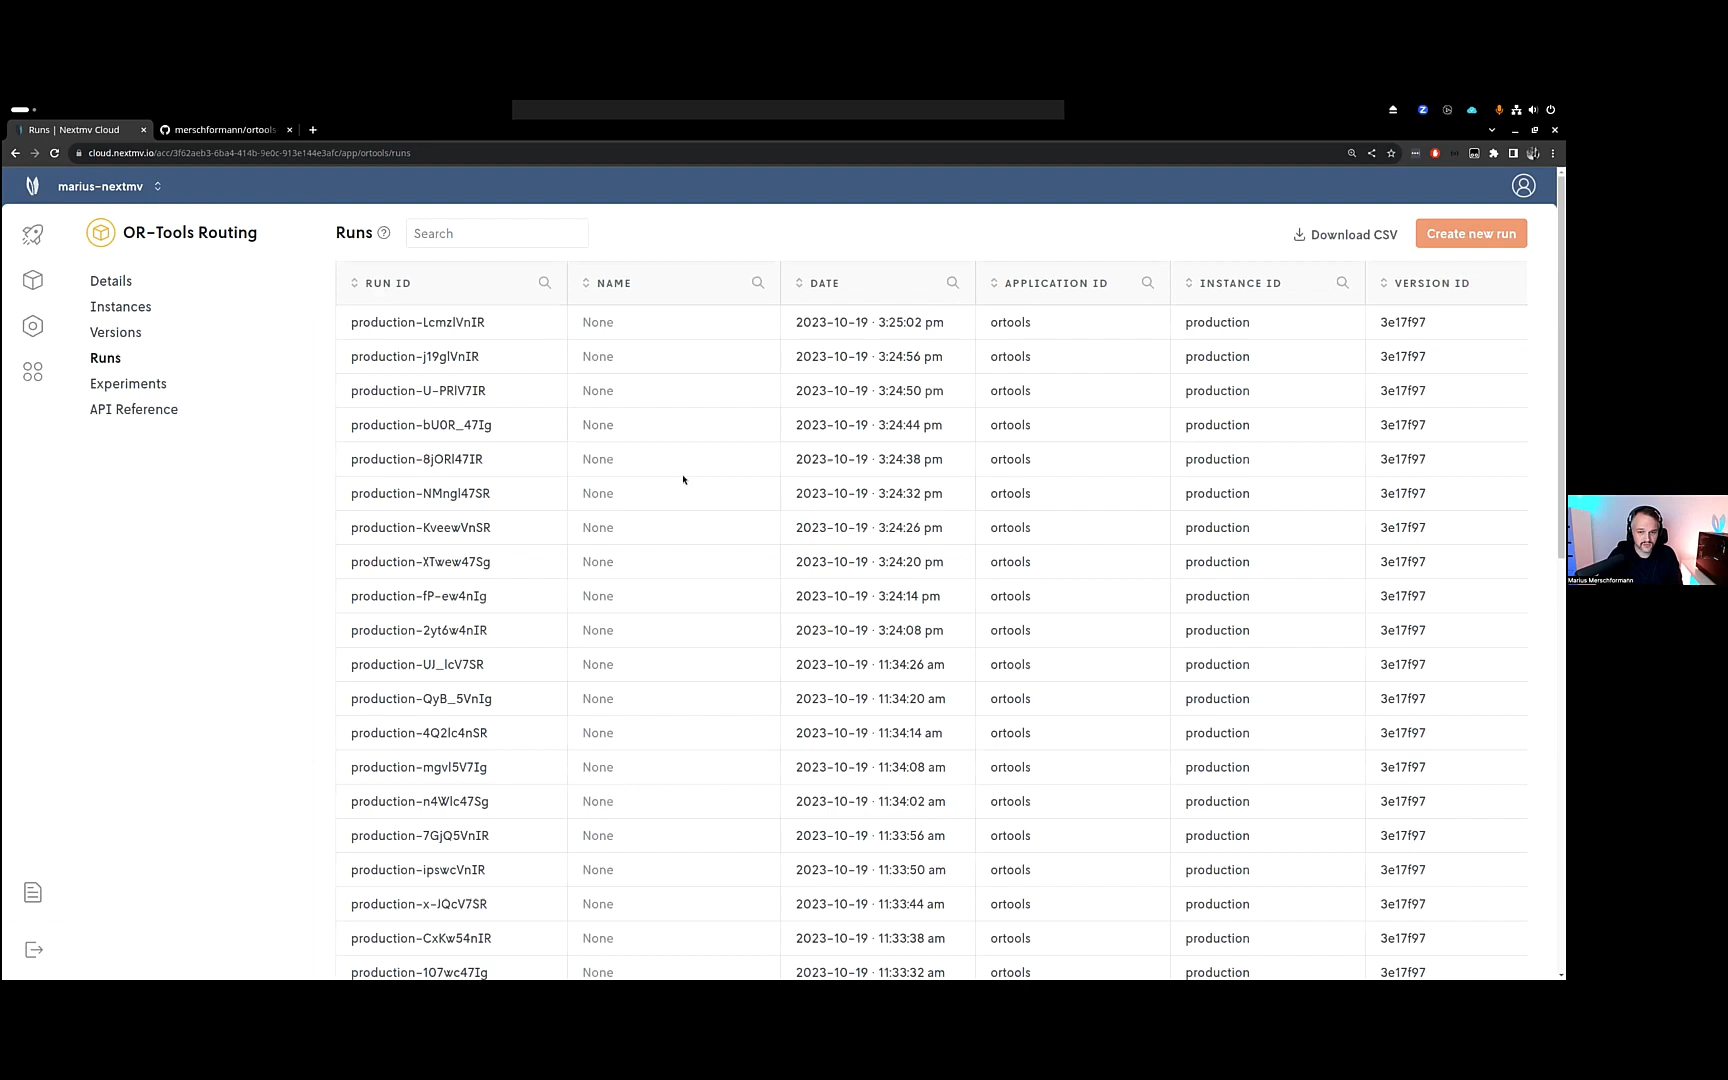 Runs | Nextmv Cloud
merschformann/ortools
cloud.nextmv.io/acc/3f62aeb3-6ba4-414b-9e0c-913e144e3afc/app/ortools/runs
marius-nextmv
OR-Tools Routing
Details
Instances
Versions
Runs
Experiments
API Reference
Runs
Search
Download CSV
Create new run
RUN ID NAME DATE APPLICATION ID INSTANCE ID VERSION ID
production-LcmzlVnIR None 2023-10-19 · 3:25:02 pm ortools production 3e17f97
production-j19glVnIR None 2023-10-19 · 3:24:56 pm ortools production 3e17f97
production-U-PRlV7IR None 2023-10-19 · 3:24:50 pm ortools production 3e17f97
production-bU0R_47Ig None 2023-10-19 · 3:24:44 pm ortools production 3e17f97
production-8jORl47IR None 2023-10-19 · 3:24:38 pm ortools production 3e17f97
production-NMngl47SR None 2023-10-19 · 3:24:32 pm ortools production 3e17f97
production-KveewVnSR None 2023-10-19 · 3:24:26 pm ortools production 3e17f97
production-XTwew47Sg None 2023-10-19 · 3:24:20 pm ortools production 3e17f97
production-fP-ew4nIg None 2023-10-19 · 3:24:14 pm ortools production 3e17f97
production-2yt6w4nIR None 2023-10-19 · 3:24:08 pm ortools production 3e17f97
production-UJ_lcV7SR None 2023-10-19 · 11:34:26 am ortools production 3e17f97
production-QyB_5VnIg None 2023-10-19 · 11:34:20 am ortools production 3e17f97
production-4Q2lc4nSR None 2023-10-19 · 11:34:14 am ortools production 3e17f97
production-mgvl5V7Ig None 2023-10-19 · 11:34:08 am ortools production 3e17f97
production-n4Wlc47Sg None 2023-10-19 · 11:34:02 am ortools production 3e17f97
production-7GjQ5VnIR None 2023-10-19 · 11:33:56 am ortools production 3e17f97
production-ipswcVnIR None 2023-10-19 · 11:33:50 am ortools production 3e17f97
production-x-JQcV7SR None 2023-10-19 · 11:33:44 am ortools production 3e17f97
production-CxKw54nIR None 2023-10-19 · 11:33:38 am ortools production 3e17f97
production-107wc47Ig None 2023-10-19 · 11:33:32 am ortools production 3e17f97
Marius Merschformann